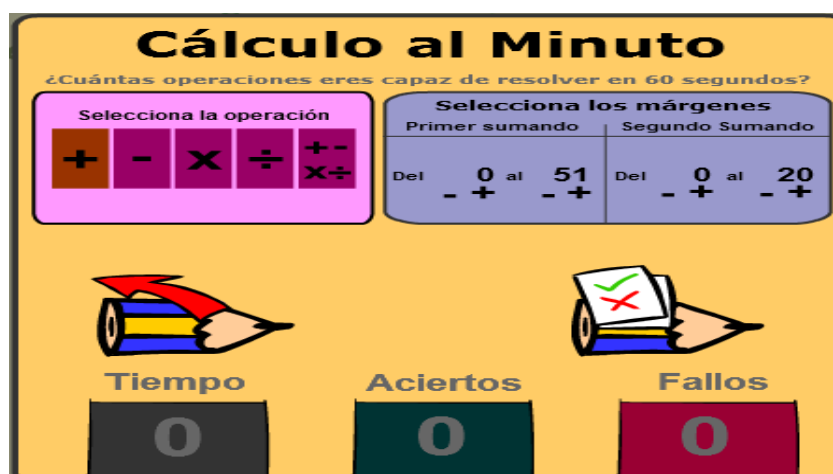 Cálculo al Minuto
¿Cuántas operaciones eres capaz de resolver en 60 segundos?
Selecciona la operación
+ - x ÷ + - x ÷
Selecciona los márgenes
Primer sumando Segundo Sumando
Del 0 al 51 Del 0 al 20
- + - + - + - +
Tiempo Aciertos Fallos
0 0 0